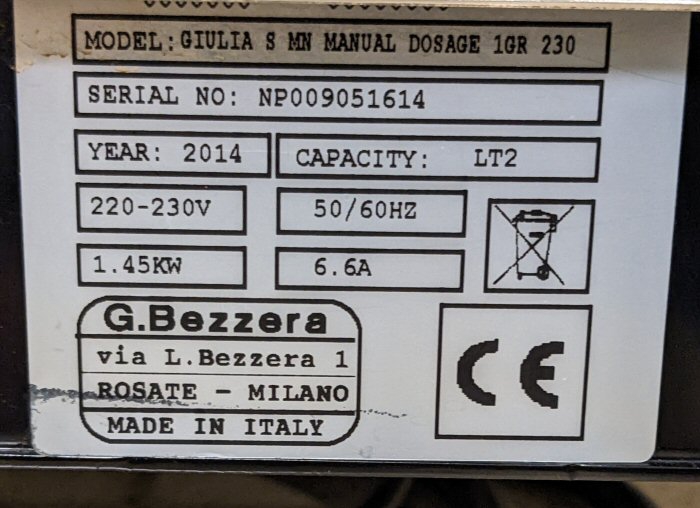 MODEL:GIULIA S MN MANUAL DOSAGE 1GR 230
SERIAL NO: NP009051614
YEAR: 2014
CAPACITY: LT2
220-230V
50/60HZ
1.45KW
6.6A
G.Bezzera
via L.Bezzera 1
ROSATE - MILANO
MADE IN ITALY
CE